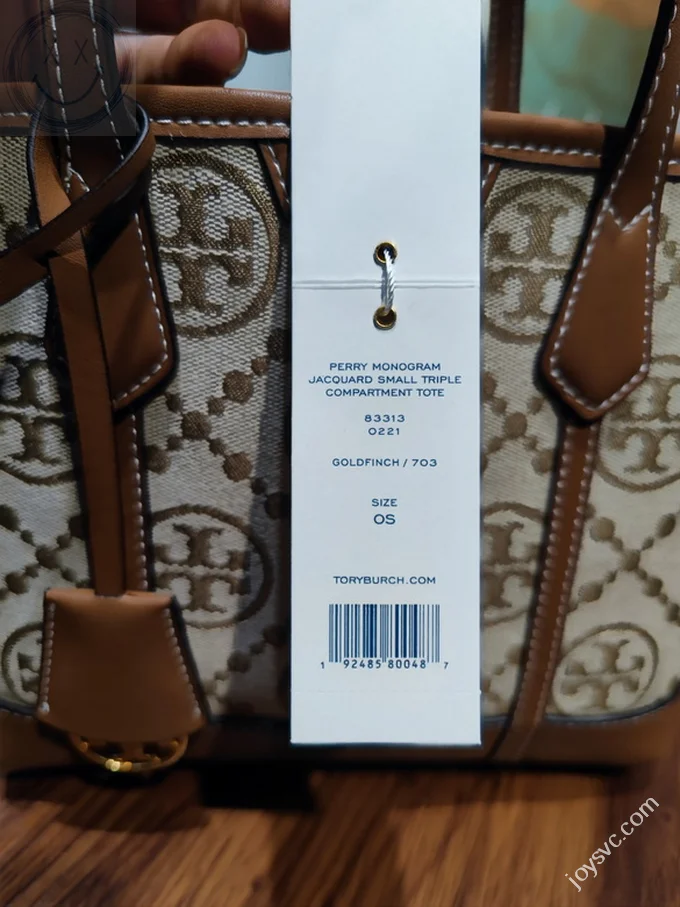 PERRY MONOGRAM
JACQUARD SMALL TRIPLE
COMPARTMENT TOTE
83313
0221
GOLDFINCH / 703
SIZE
OS
TORYBURCH.COM
1 92485 80048 7
joysvc.com